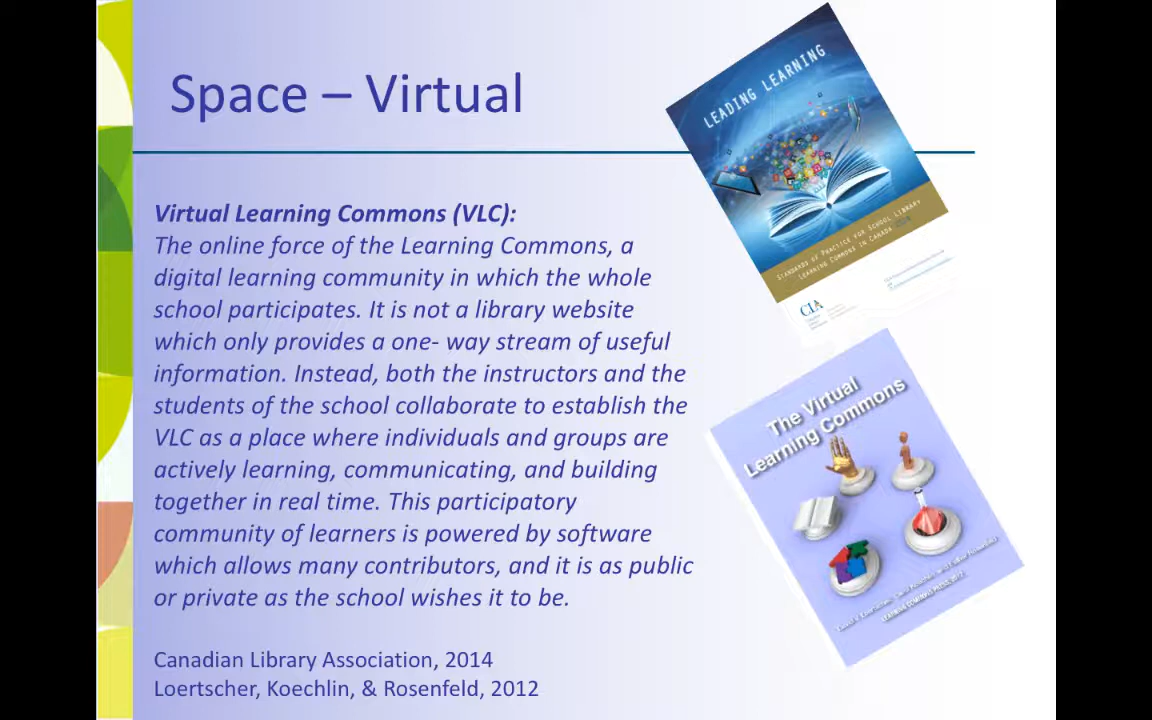 Space – Virtual
Virtual Learning Commons (VLC):
The online force of the Learning Commons, a
digital learning community in which the whole
school participates. It is not a library website
which only provides a one- way stream of useful
information. Instead, both the instructors and the
students of the school collaborate to establish the
VLC as a place where individuals and groups are
actively learning, communicating, and building
together in real time. This participatory
community of learners is powered by software
which allows many contributors, and it is as public
or private as the school wishes it to be.
Canadian Library Association, 2014
Loertscher, Koechlin, & Rosenfeld, 2012
LEADING LEARNING
STANDARDS OF PRACTICE FOR SCHOOL LIBRARY
LEARNING COMMONS IN CANADA
CLA
The Virtual
Learning Commons